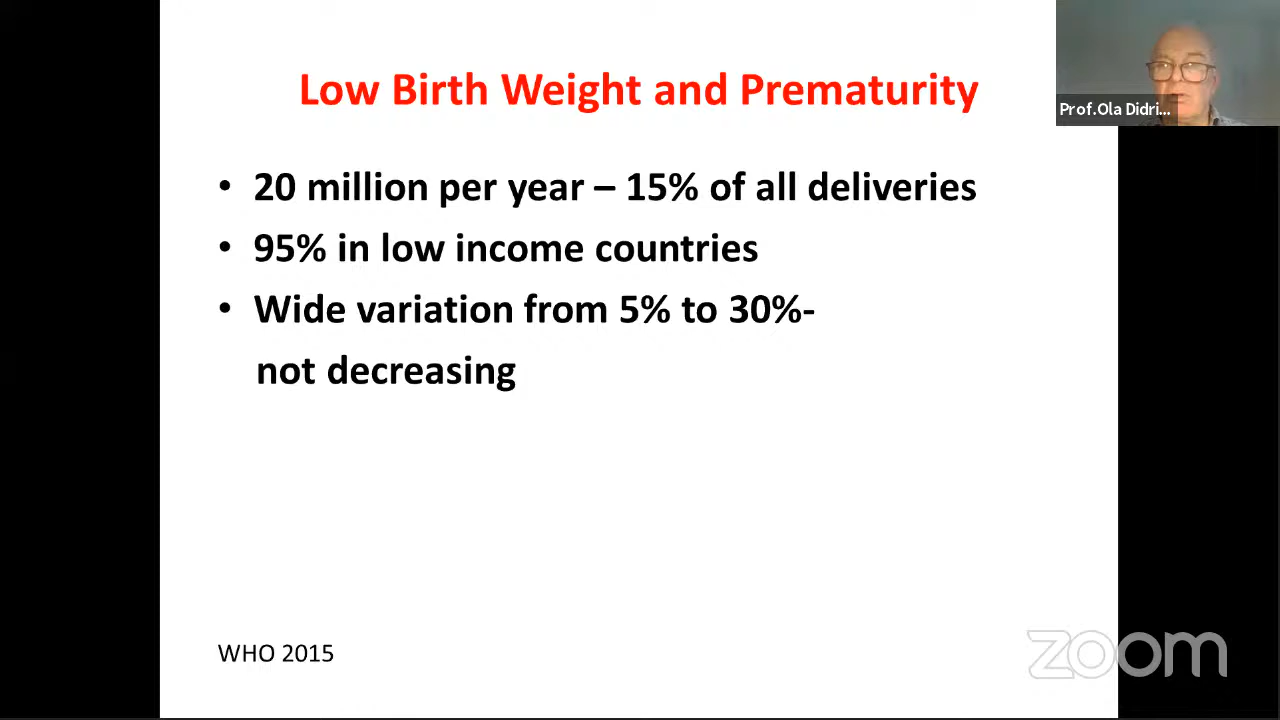 Low Birth Weight and Prematurity
Prof.Ola Didri...
• 20 million per year – 15% of all deliveries
• 95% in low income countries
• Wide variation from 5% to 30%-
not decreasing
WHO 2015
zoom